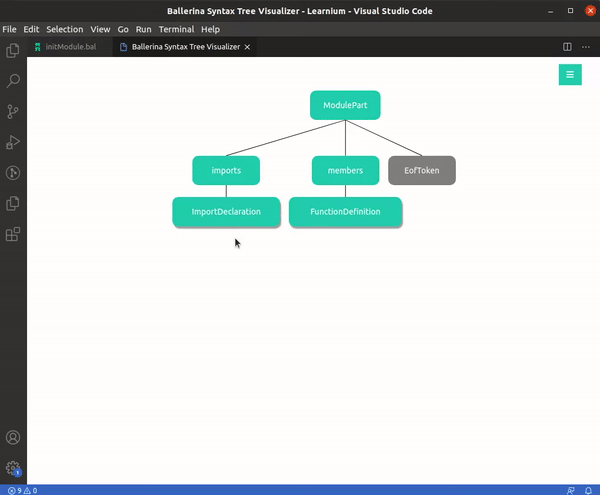 Ballerina Syntax Tree Visualizer - Learnium - Visual Studio Code
File Edit Selection View Go Run Terminal Help
initModule.bal Ballerina Syntax Tree Visualizer
ModulePart
imports members EofToken
ImportDeclaration FunctionDefinition
1
9 0